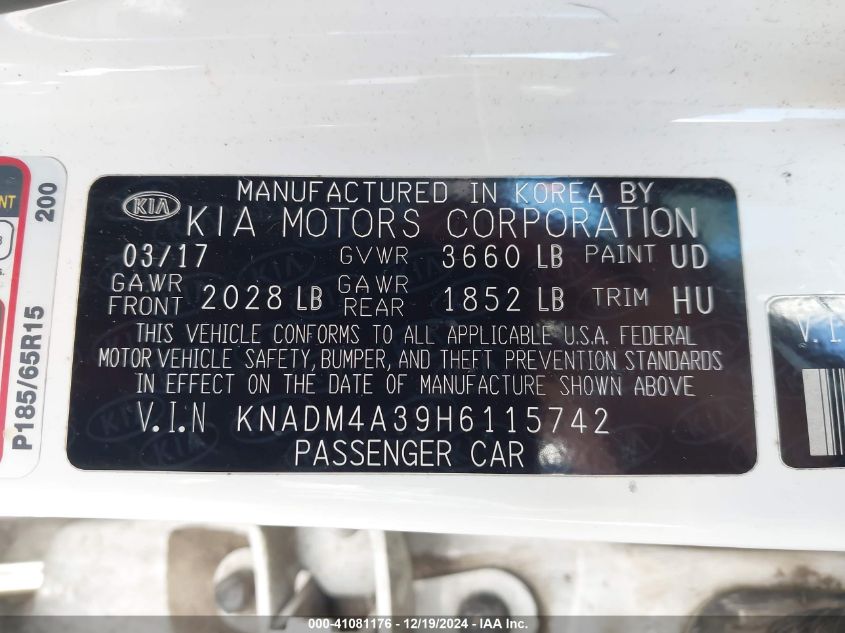 MANUFACTURED IN KOREA BY
KIA
KIA MOTORS CORPORATION
03/17 GVWR 3660 LB PAINT UD
GAWR FRONT 2028 LB GAWR REAR 1852 LB TRIM HU
THIS VEHICLE CONFORMS TO ALL APPLICABLE U.S.A. FEDERAL
MOTOR VEHICLE SAFETY, BUMPER, AND THEFT PREVENTION STANDARDS
IN EFFECT ON THE DATE OF MANUFACTURE SHOWN ABOVE.
V.I.N KNADM4A39H6115742
PASSENGER CAR
P185/65R15
200
V.I
000-41081176 - 12/19/2024 - IAA Inc.